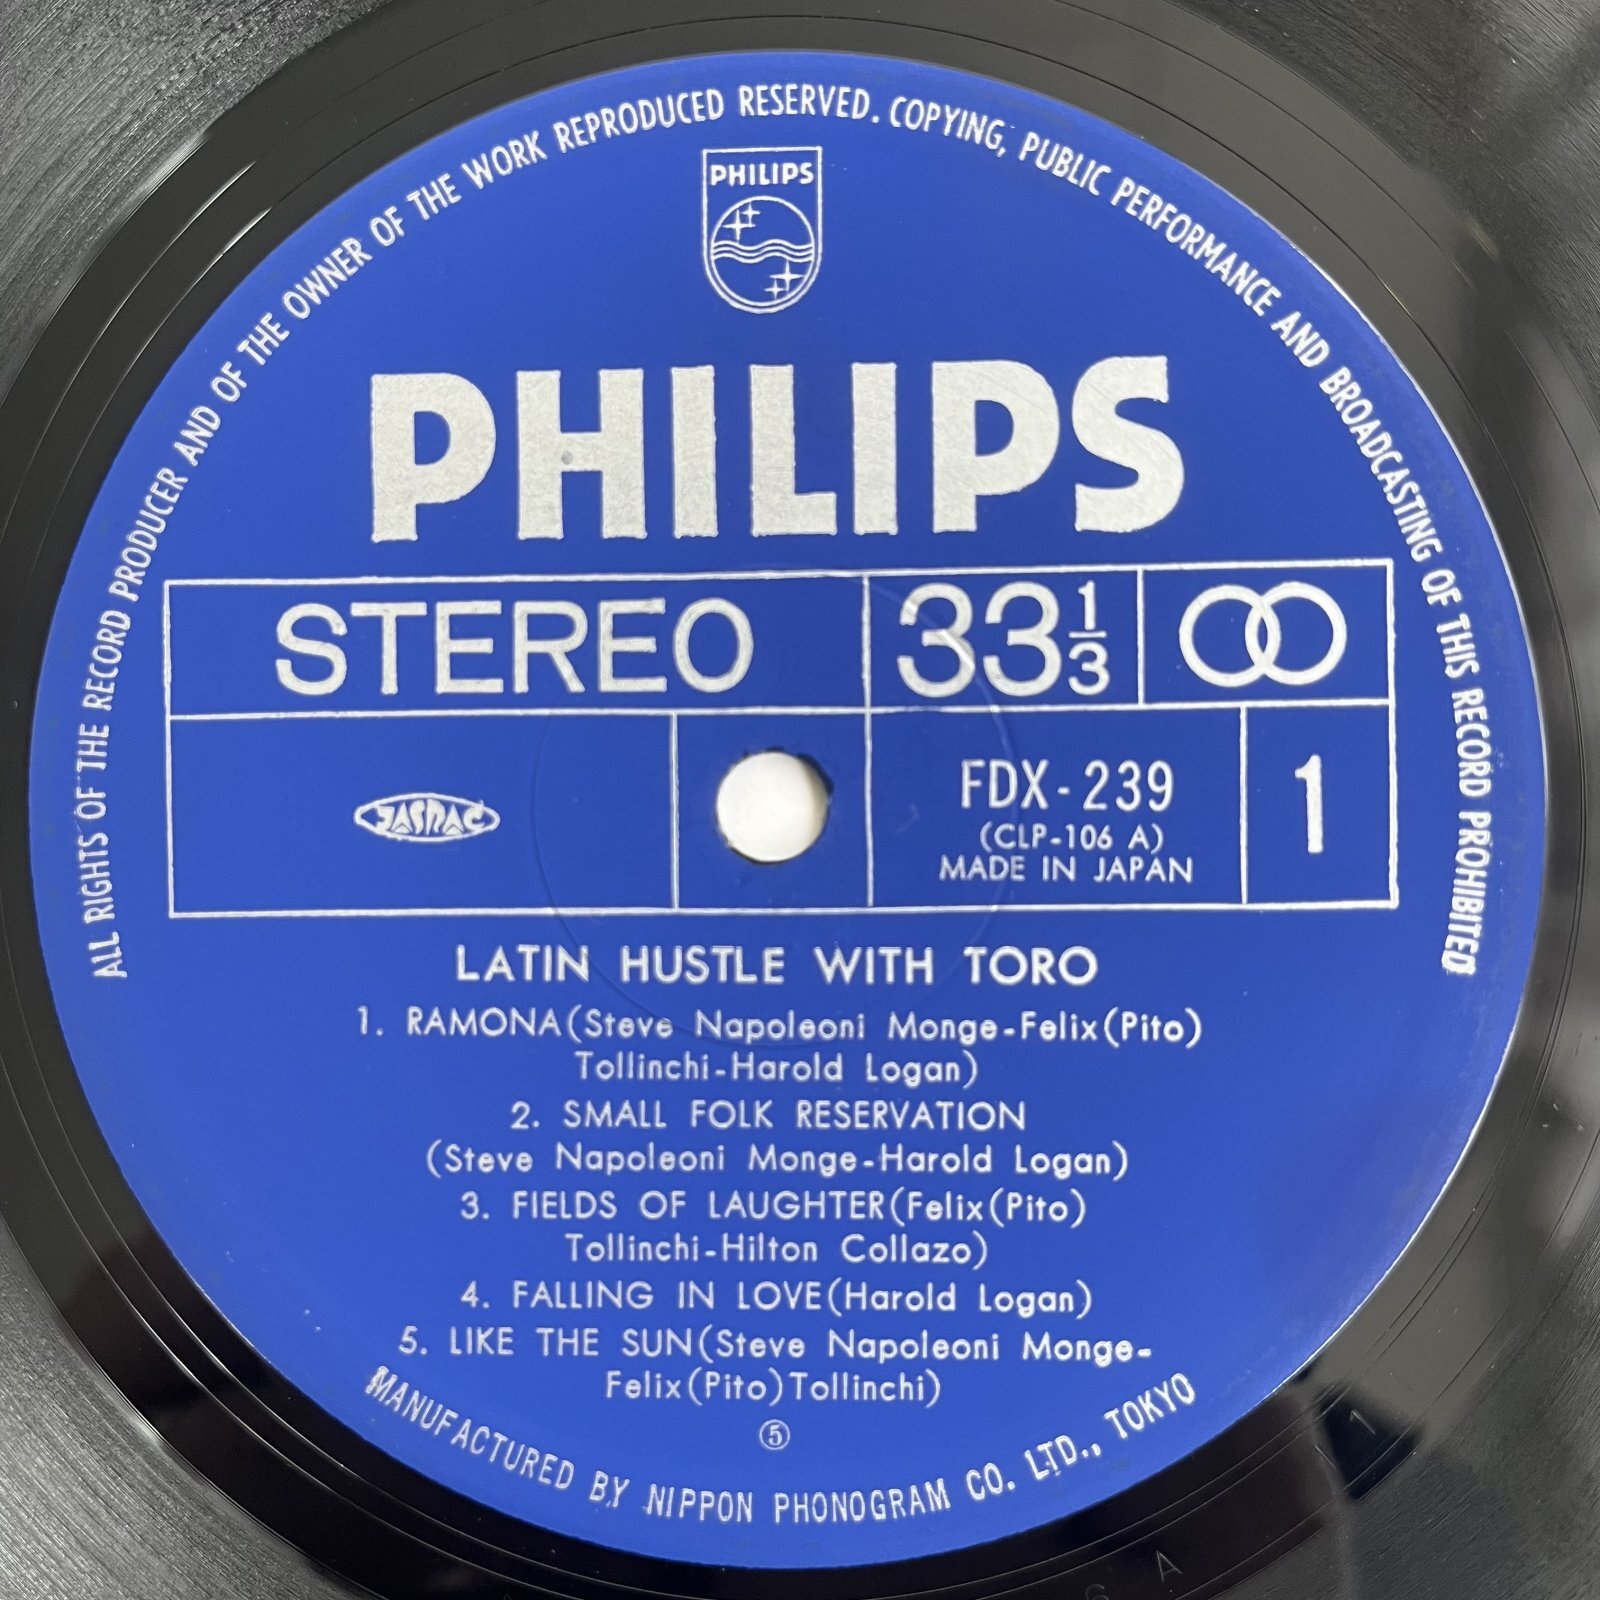 ALL RIGHTS OF THE RECORD PRODUCER AND OF THE OWNER OF THE WORK REPRODUCED RESERVED. COPYING, PUBLIC PERFORMANCE AND BROADCASTING OF THIS RECORD PROHIBITED
PHILIPS
PHILIPS
STEREO 33 1/3
JASRAC FDX-239 1
(CLP-106 A)
MADE IN JAPAN
LATIN HUSTLE WITH TORO
1. RAMONA(Steve Napoleoni Monge-Felix(Pito)
Tollinchi-Harold Logan)
2. SMALL FOLK RESERVATION
(Steve Napoleoni Monge-Harold Logan)
3. FIELDS OF LAUGHTER(Felix(Pito)
Tollinchi-Hilton Collazo)
4. FALLING IN LOVE(Harold Logan)
5. LIKE THE SUN(Steve Napoleoni Monge-
Felix(Pito)Tollinchi)
⑤
MANUFACTURED BY NIPPON PHONOGRAM CO. LTD., TOKYO